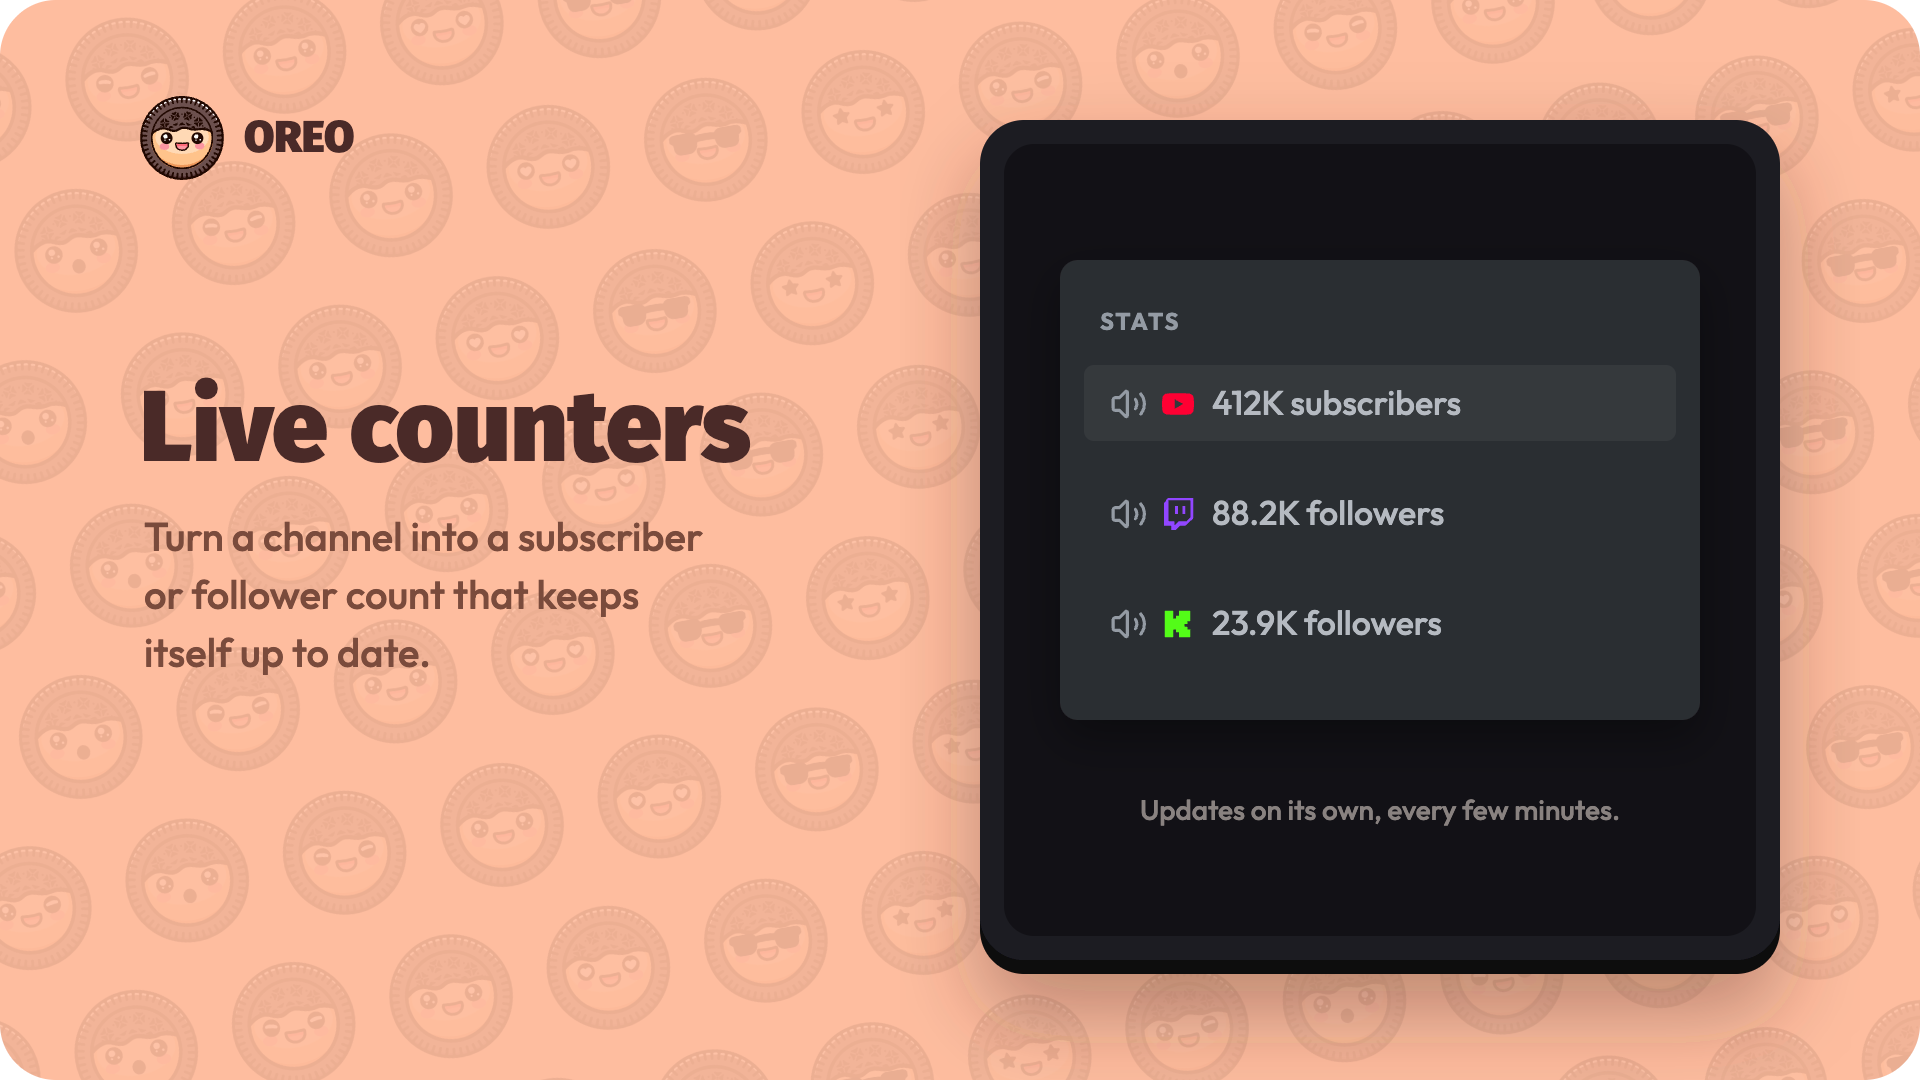 OREO
Live counters
Turn a channel into a subscriber
or follower count that keeps
itself up to date.
STATS
412K subscribers
88.2K followers
23.9K followers
Updates on its own, every few minutes.